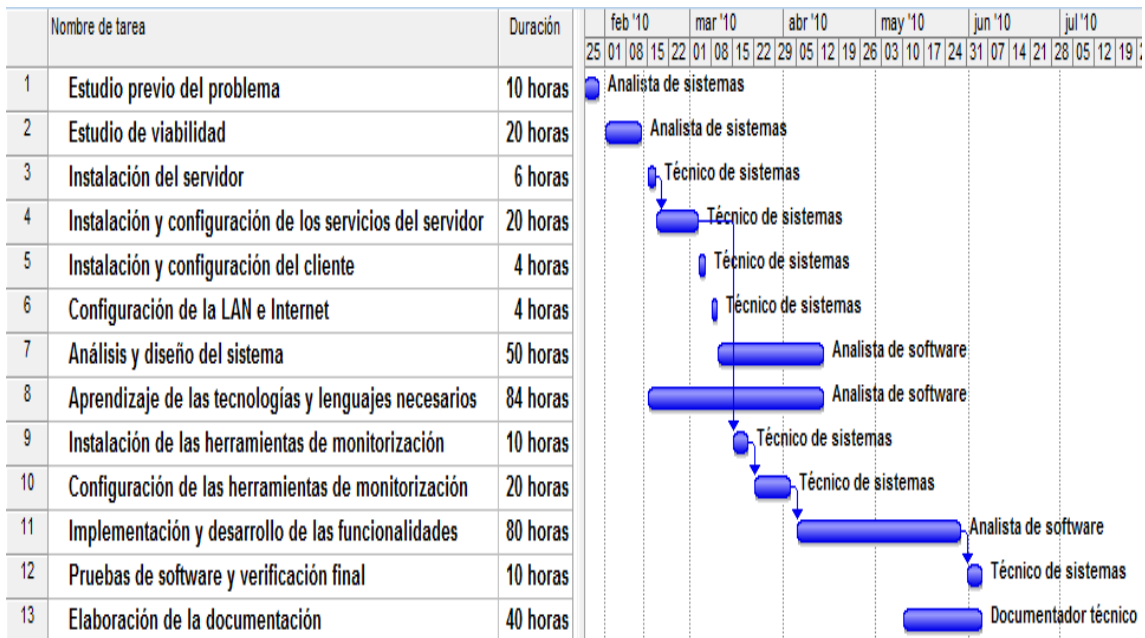 Nombre de tarea Duración feb '10 mar '10 abr '10 may '10 jun '10 jul '10
25 01 08 15 22 01 08 15 22 29 05 12 19 26 03 10 17 24 31 07 14 21 28 05 12 19
1 Estudio previo del problema 10 horas Analista de sistemas
2 Estudio de viabilidad 20 horas Analista de sistemas
3 Instalación del servidor 6 horas Técnico de sistemas
4 Instalación y configuración de los servicios del servidor 20 horas Técnico de sistemas
5 Instalación y configuración del cliente 4 horas Técnico de sistemas
6 Configuración de la LAN e Internet 4 horas Técnico de sistemas
7 Análisis y diseño del sistema 50 horas Analista de software
8 Aprendizaje de las tecnologías y lenguajes necesarios 84 horas Analista de software
9 Instalación de las herramientas de monitorización 10 horas Técnico de sistemas
10 Configuración de las herramientas de monitorización 20 horas Técnico de sistemas
11 Implementación y desarrollo de las funcionalidades 80 horas Analista de software
12 Pruebas de software y verificación final 10 horas Técnico de sistemas
13 Elaboración de la documentación 40 horas Documentador técnico